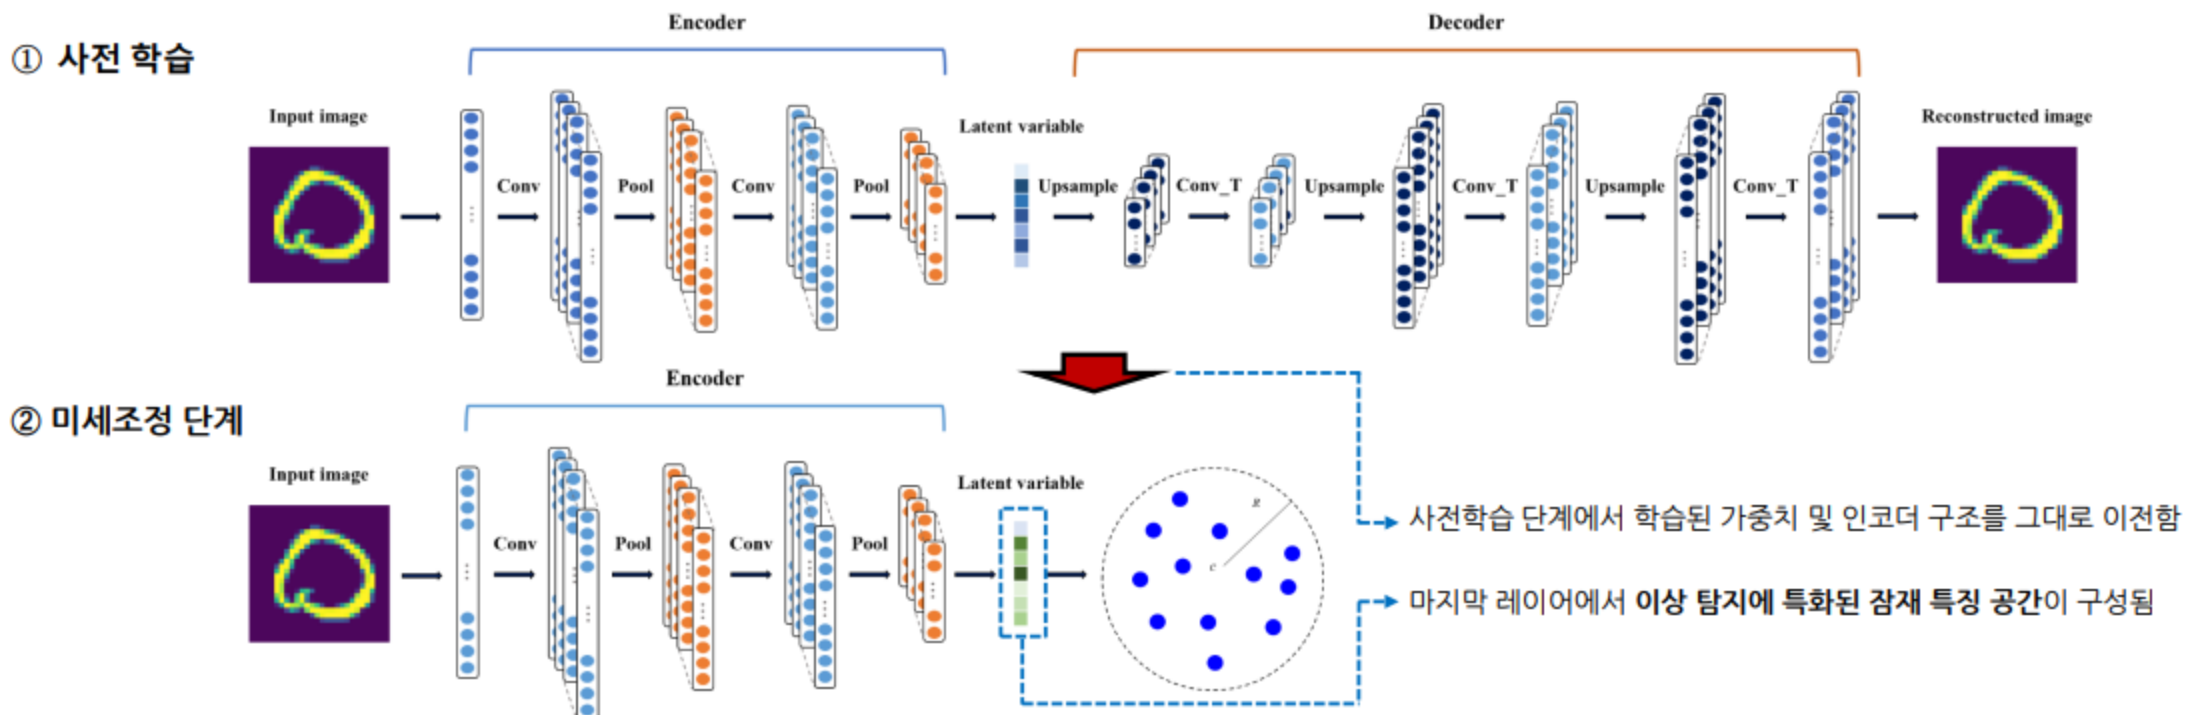 Encoder
Decoder
① 사전 학습
Input image
Latent variable
Reconstructed image
Conv
Pool
Conv
Pool
Upsample
Conv_T
Upsample
Conv_T
Upsample
Conv_T
Encoder
② 미세조정 단계
Input image
Latent variable
Conv
Pool
Conv
Pool
R
c
사전학습 단계에서 학습된 가중치 및 인코더 구조를 그대로 이전함
마지막 레이어에서 이상 탐지에 특화된 잠재 특징 공간이 구성됨